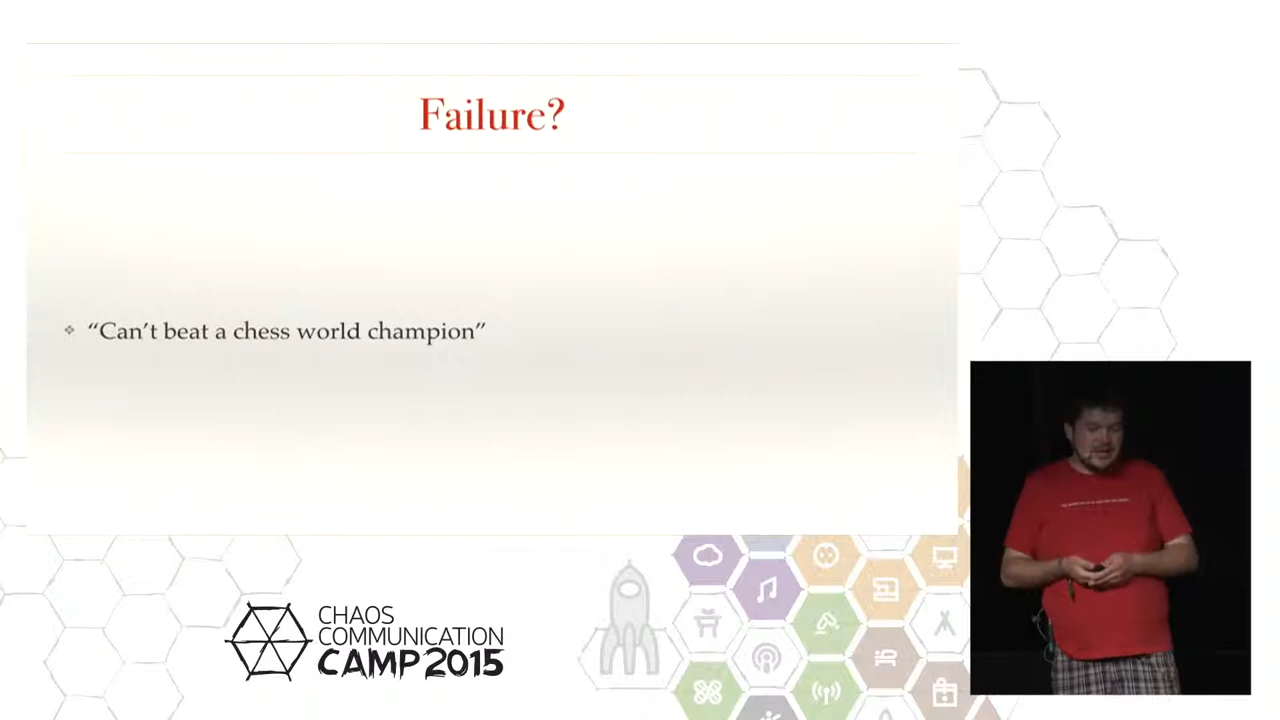 Failure?
“Can’t beat a chess world champion”
CHAOS
COMMUNICATION
CAMP 2015